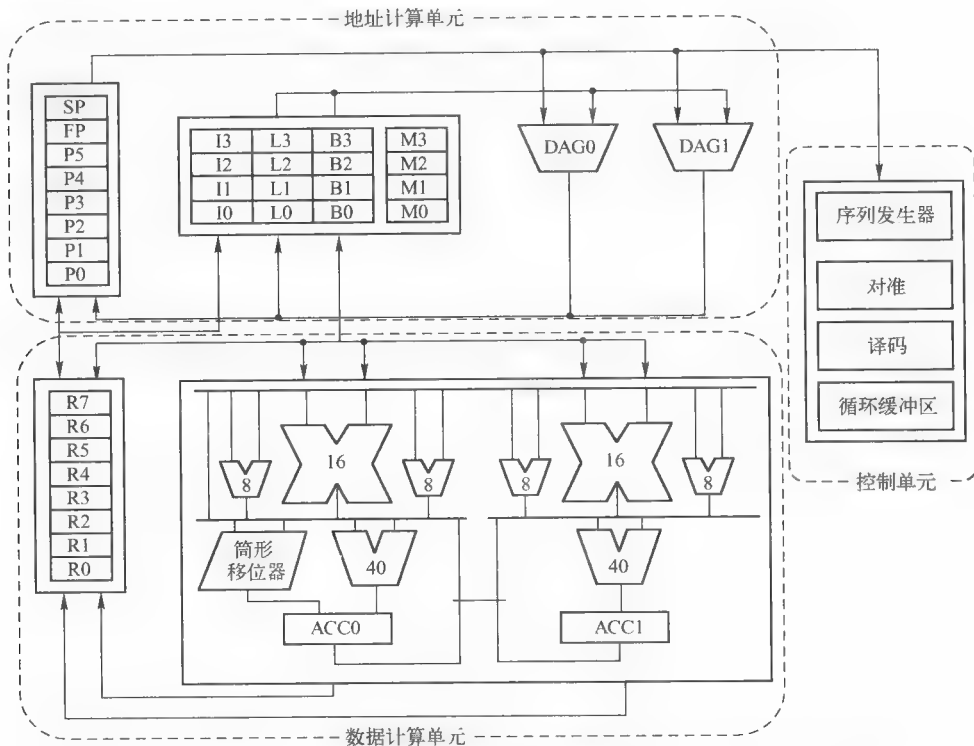 地址计算单元
SP
FP
P5
P4
P3
P2
P1
P0
I3 L3 B3 M3
I2 L2 B2 M2
I1 L1 B1 M1
I0 L0 B0 M0
DAG0
DAG1
序列发生器
对准
译码
循环缓冲区
控制单元
R7
R6
R5
R4
R3
R2
R1
R0
8
16
8
8
16
8
筒形
移位器
40
40
ACC0
ACC1
数据计算单元